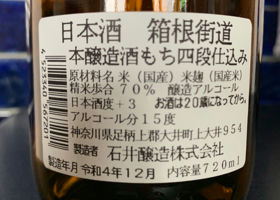 日本酒 箱根街道
本醸造酒もち四段仕込み
原材料名 米(国産)米麹(国産米)
精米歩合70% 醸造アルコール
日本酒度+3 お酒は20歳になってから。
アルコール分15度
神奈川県足柄上郡大井町上大井954
製造者 石井醸造株式会社
製造年月 令和4年12月 内容量720ml
4523340567201